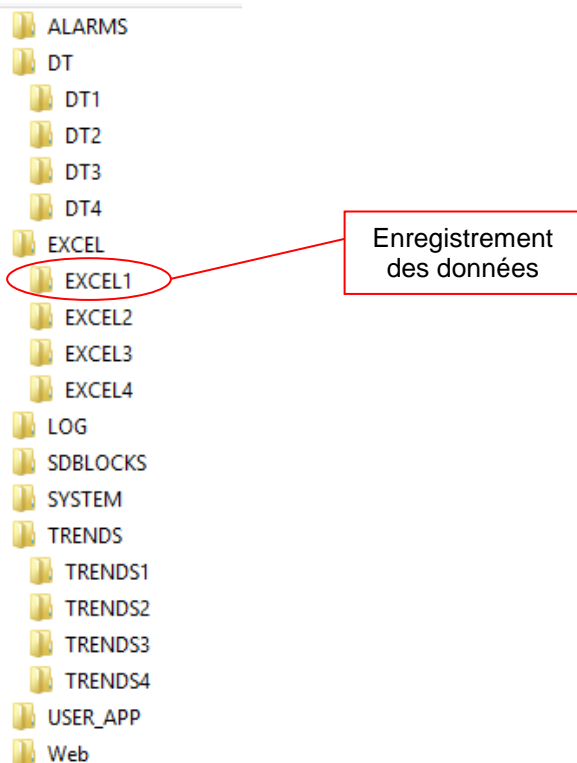 ALARMS
DT
DT1
DT2
DT3
DT4
EXCEL
EXCEL1
Enregistrement
des données
EXCEL2
EXCEL3
EXCEL4
LOG
SDBLOCKS
SYSTEM
TRENDS
TRENDS1
TRENDS2
TRENDS3
TRENDS4
USER_APP
Web